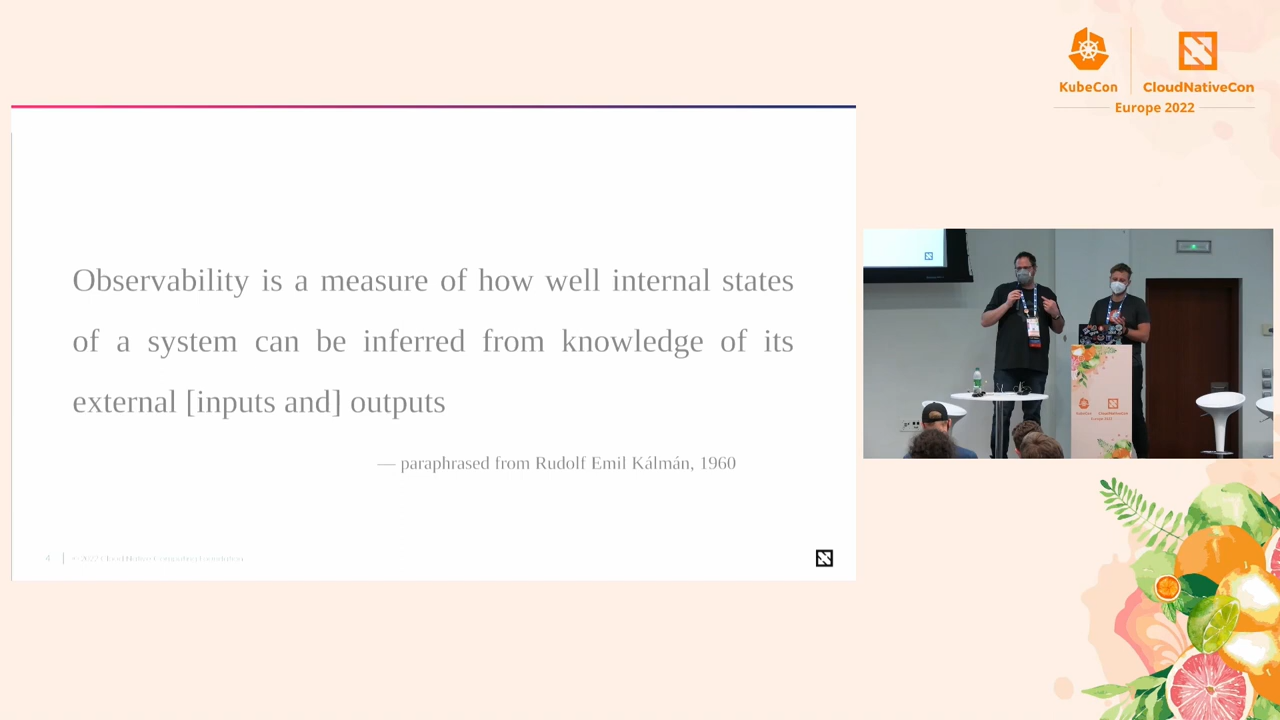 KubeCon
CloudNativeCon
Europe 2022
Observability is a measure of how well internal states
of a system can be inferred from knowledge of its
external [inputs and] outputs
— paraphrased from Rudolf Emil Kálmán, 1960
4